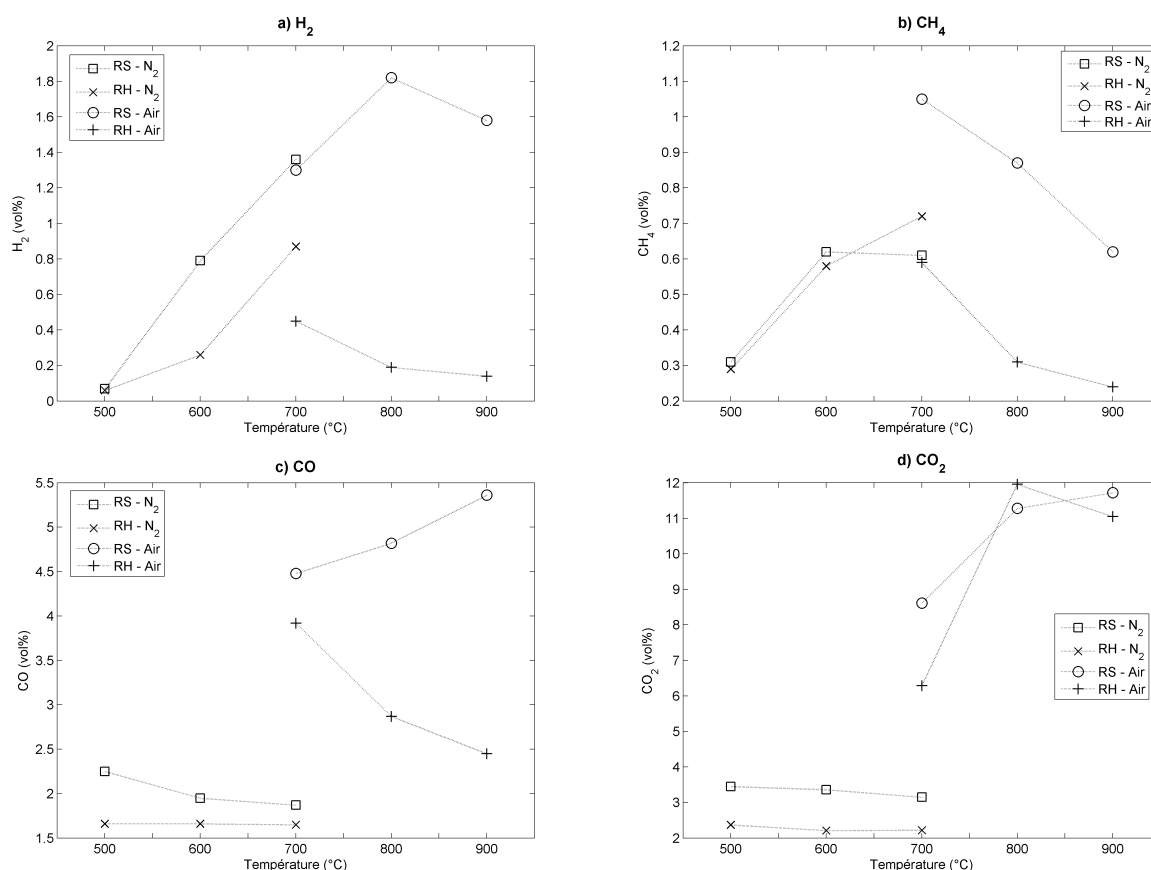 a) H2
2
1.8
1.6
1.4
1.2
1
0.8
0.6
0.4
0.2
0
H2 (vol%)
RS - N2
RH - N2
RS - Air
RH - Air
500 600 700 800 900
Température (°C)
b) CH4
1.2
1.1
1
0.9
0.8
0.7
0.6
0.5
0.4
0.3
0.2
CH4 (vol%)
RS - N2
RH - N2
RS - Air
RH - Air
500 600 700 800 900
Température (°C)
c) CO
5.5
5
4.5
4
3.5
3
2.5
2
1.5
CO (vol%)
RS - N2
RH - N2
RS - Air
RH - Air
500 600 700 800 900
Température (°C)
d) CO2
12
11
10
9
8
7
6
5
4
3
2
CO2 (vol%)
RS - N2
RH - N2
RS - Air
RH - Air
500 600 700 800 900
Température (°C)